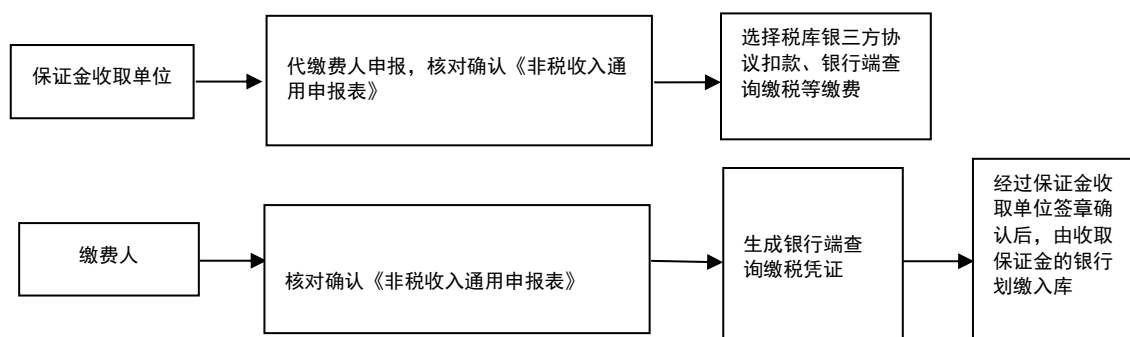 保证金收取单位
代缴费人申报，核对确认《非税收入通
用申报表》
选择税库银三方协
议扣款、银行端查
询缴税等缴费
缴费人
核对确认《非税收入通用申报表》
生成银行端查
询缴税凭证
经过保证金收
取单位签章确
认后，由收取
保证金的银行
划缴入库